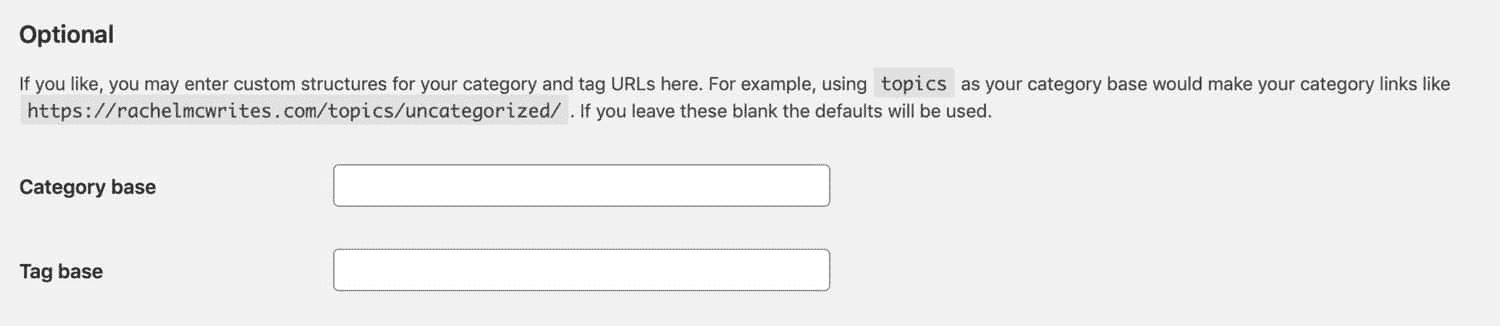 Optional
If you like, you may enter custom structures for your category and tag URLs here. For example, using topics as your category base would make your category links like
https://rachelmcwrites.com/topics/uncategorized/ . If you leave these blank the defaults will be used.
Category base
Tag base